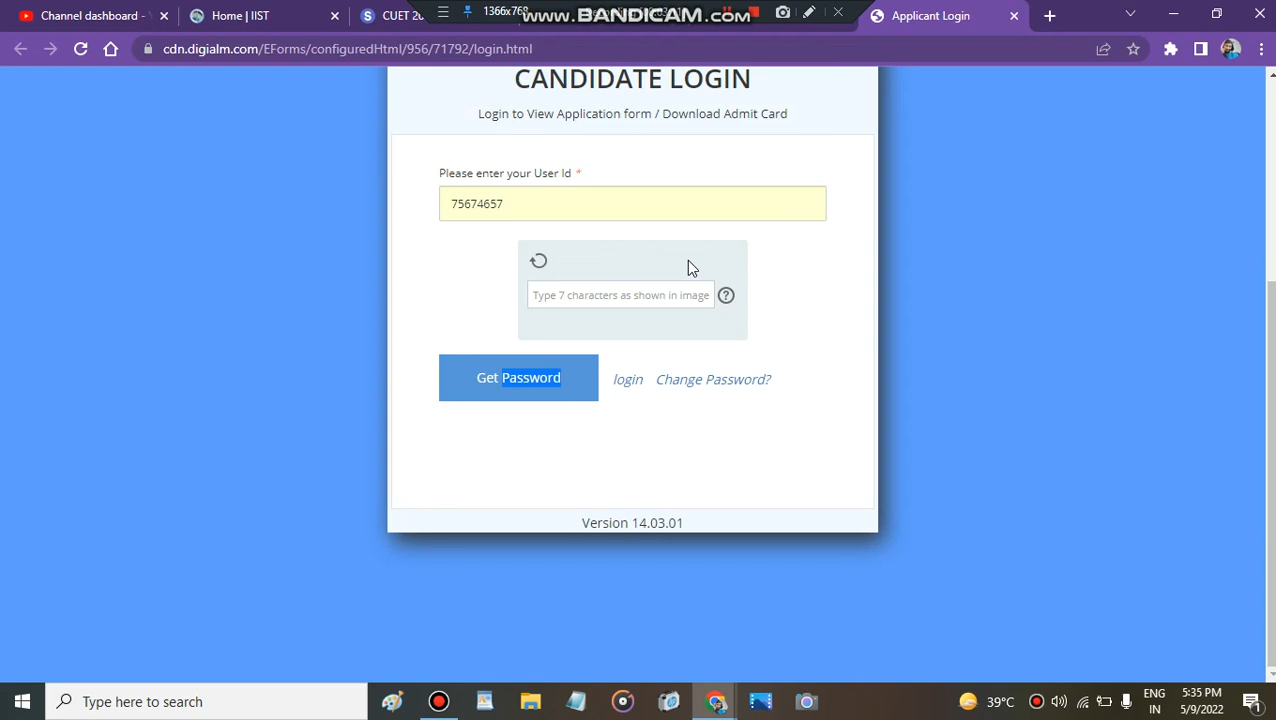 1366x768
www.BANDICAM.com
Channel dashboard -
Home | IIST
CUET 20
Applicant Login
cdn.digialm.com/EForms/configuredHtml/956/71792/login.html
CANDIDATE LOGIN
Login to View Application form / Download Admit Card
Please enter your User Id *
75674657
Type 7 characters as shown in image
Get Password login Change Password?
Version 14.03.01
Type here to search
39°C
ENG
IN
5:35 PM
5/9/2022
1